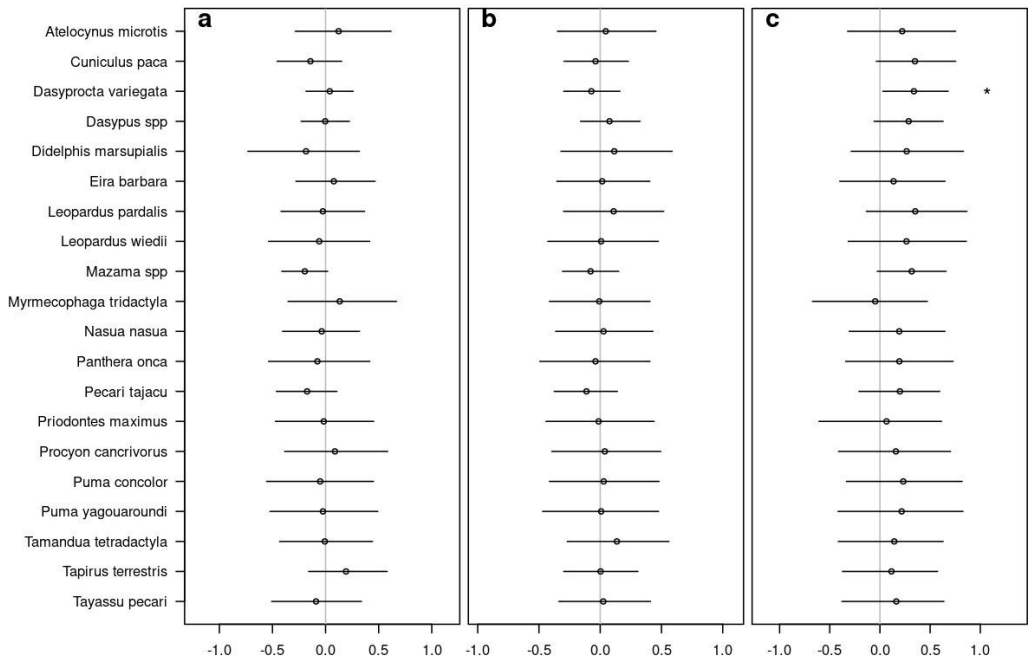 a b c
Atelocynus microtis
Cuniculus paca
Dasyprocta variegata *
Dasypus spp
Didelphis marsupialis
Eira barbara
Leopardus pardalis
Leopardus wiedii
Mazama spp
Myrmecophaga tridactyla
Nasua nasua
Panthera onca
Pecari tajacu
Priodontes maximus
Procyon cancrivorus
Puma concolor
Puma yagouaroundi
Tamandua tetradactyla
Tapirus terrestris
Tayassu pecari
-1.0 -0.5 0.0 0.5 1.0 -1.0 -0.5 0.0 0.5 1.0 -1.0 -0.5 0.0 0.5 1.0